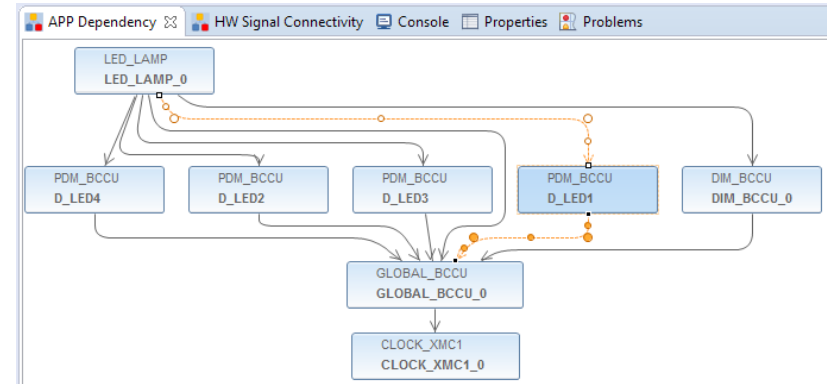 APP Dependency HW Signal Connectivity Console Properties Problems
LED_LAMP
LED_LAMP_0
PDM_BCCU PDM_BCCU PDM_BCCU PDM_BCCU DIM_BCCU
D_LED4 D_LED2 D_LED3 D_LED1 DIM_BCCU_0
GLOBAL_BCCU
GLOBAL_BCCU_0
CLOCK_XMC1
CLOCK_XMC1_0